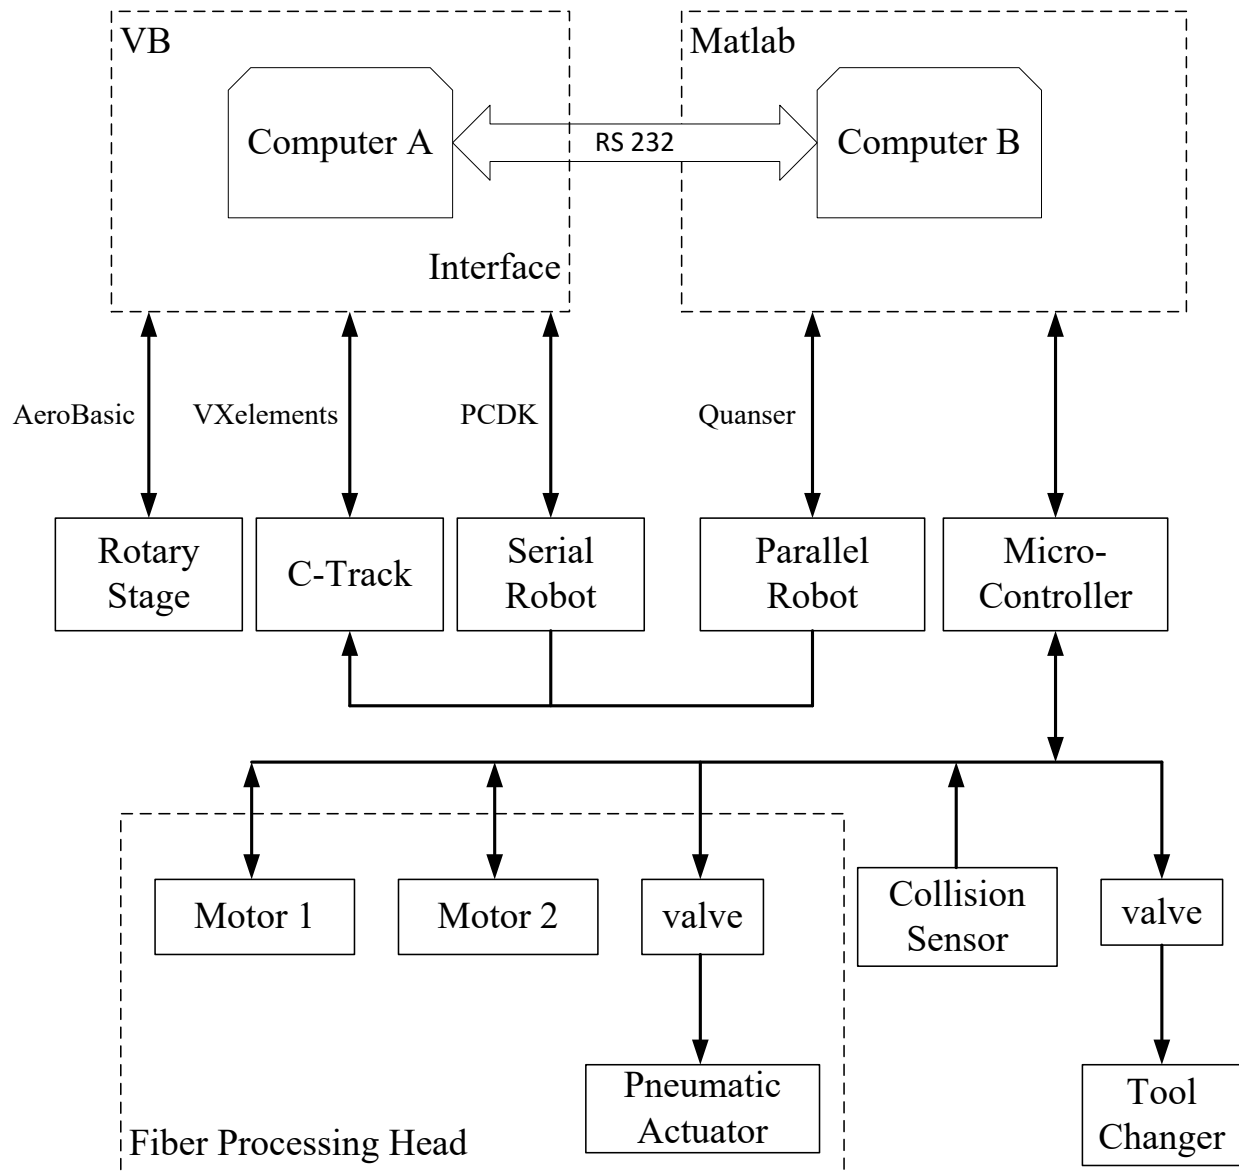 VB
Matlab
Computer A
RS 232
Computer B
Interface
AeroBasic
VXelements
PCDK
Quanser
Rotary
Stage
C-Track
Serial
Robot
Parallel
Robot
Micro-
Controller
Motor 1
Motor 2
valve
Collision
Sensor
valve
Pneumatic
Actuator
Tool
Changer
Fiber Processing Head